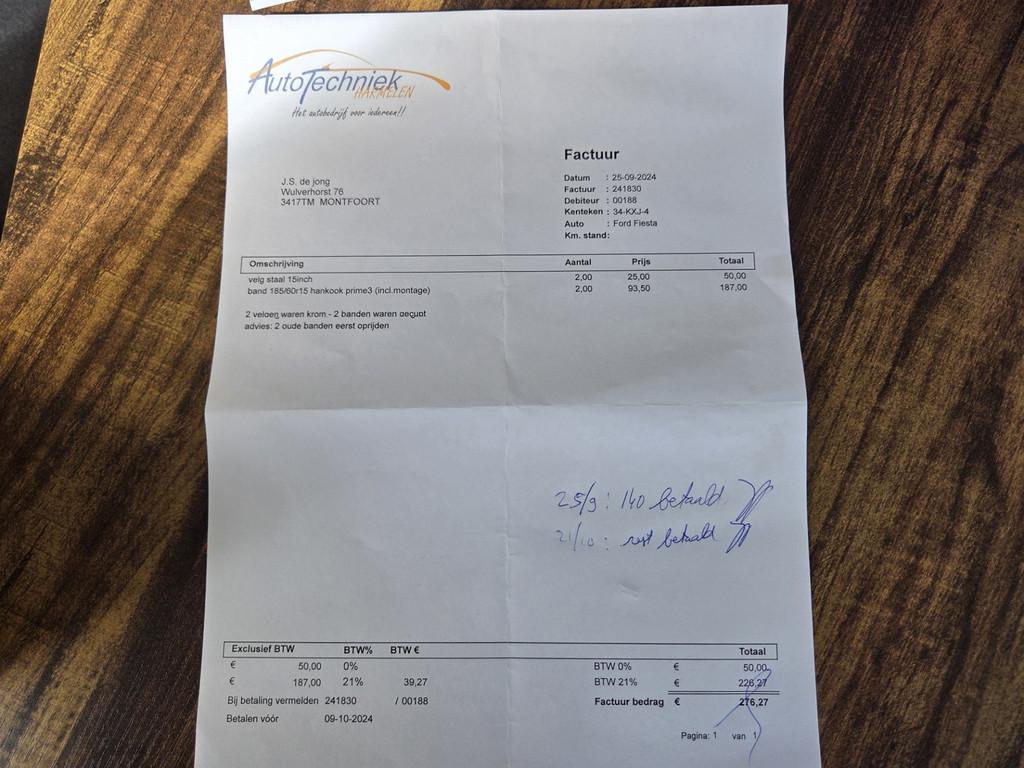 AutoTechniek
HARMELEN
Het autobedrijf voor iedereen!!
Factuur
J.S. de jong
Wulverhorst 76
3417TM MONTFOORT
Datum : 25-09-2024
Factuur : 241830
Debiteur : 00188
Kenteken : 34-KXJ-4
Auto : Ford Fiesta
Km. stand:
Omschrijving Aantal Prijs Totaal
velg staal 15inch 2,00 25,00 50,00
band 185/60r15 hankook prime3 (incl.montage) 2,00 93,50 187,00
2 velgen waren krom - 2 banden waren gecupt
advies: 2 oude banden eerst oprijden
25/9: 140 betaald
21/10: rest betaald
Exclusief BTW BTW% BTW € Totaal
€ 50,00 0% BTW 0% € 50,00
€ 187,00 21% 39,27 BTW 21% € 226,27
Bij betaling vermelden 241830 / 00188 Factuur bedrag € 276,27
Betalen vóór 09-10-2024
Pagina: 1 van 1